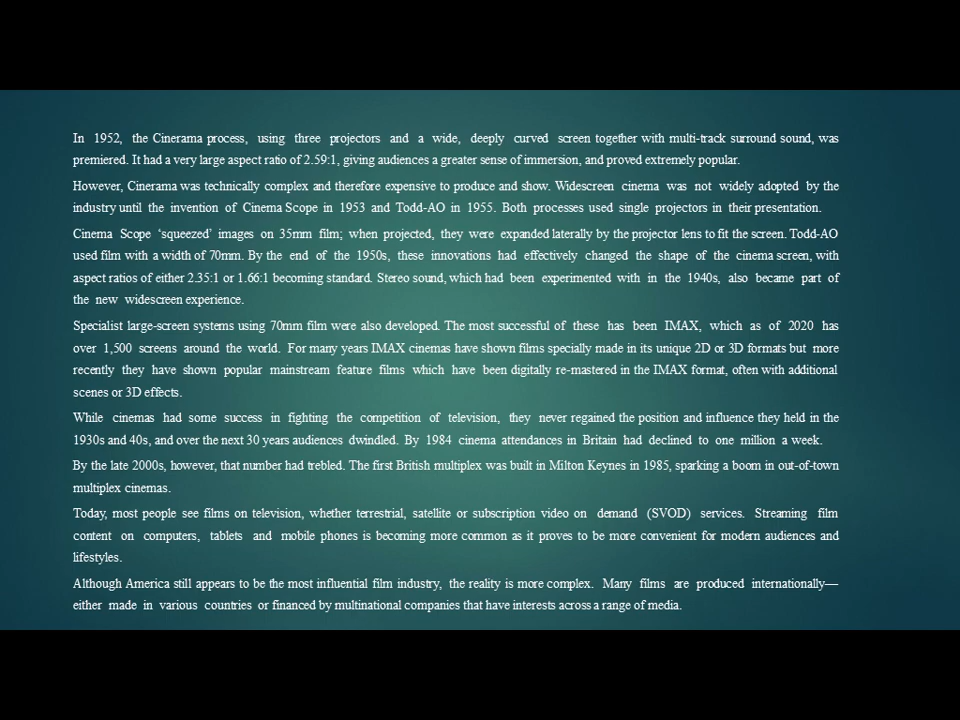 In 1952, the Cinerama process, using three projectors and a wide, deeply curved screen together with multi-track surround sound, was
premiered. It had a very large aspect ratio of 2.59:1, giving audiences a greater sense of immersion, and proved extremely popular.
However, Cinerama was technically complex and therefore expensive to produce and show. Widescreen cinema was not widely adopted by the
industry until the invention of Cinema Scope in 1953 and Todd-AO in 1955. Both processes used single projectors in their presentation.
Cinema Scope ‘squeezed’ images on 35mm film; when projected, they were expanded laterally by the projector lens to fit the screen. Todd-AO
used film with a width of 70mm. By the end of the 1950s, these innovations had effectively changed the shape of the cinema screen, with
aspect ratios of either 2.35:1 or 1.66:1 becoming standard. Stereo sound, which had been experimented with in the 1940s, also became part of
the new widescreen experience.
Specialist large-screen systems using 70mm film were also developed. The most successful of these has been IMAX, which as of 2020 has
over 1,500 screens around the world. For many years IMAX cinemas have shown films specially made in its unique 2D or 3D formats but more
recently they have shown popular mainstream feature films which have been digitally re-mastered in the IMAX format, often with additional
scenes or 3D effects.
While cinemas had some success in fighting the competition of television, they never regained the position and influence they held in the
1930s and 40s, and over the next 30 years audiences dwindled. By 1984 cinema attendances in Britain had declined to one million a week.
By the late 2000s, however, that number had trebled. The first British multiplex was built in Milton Keynes in 1985, sparking a boom in out-of-town
multiplex cinemas.
Today, most people see films on television, whether terrestrial, satellite or subscription video on demand (SVOD) services. Streaming film
content on computers, tablets and mobile phones is becoming more common as it proves to be more convenient for modern audiences and
lifestyles.
Although America still appears to be the most influential film industry, the reality is more complex. Many films are produced internationally—
either made in various countries or financed by multinational companies that have interests across a range of media.